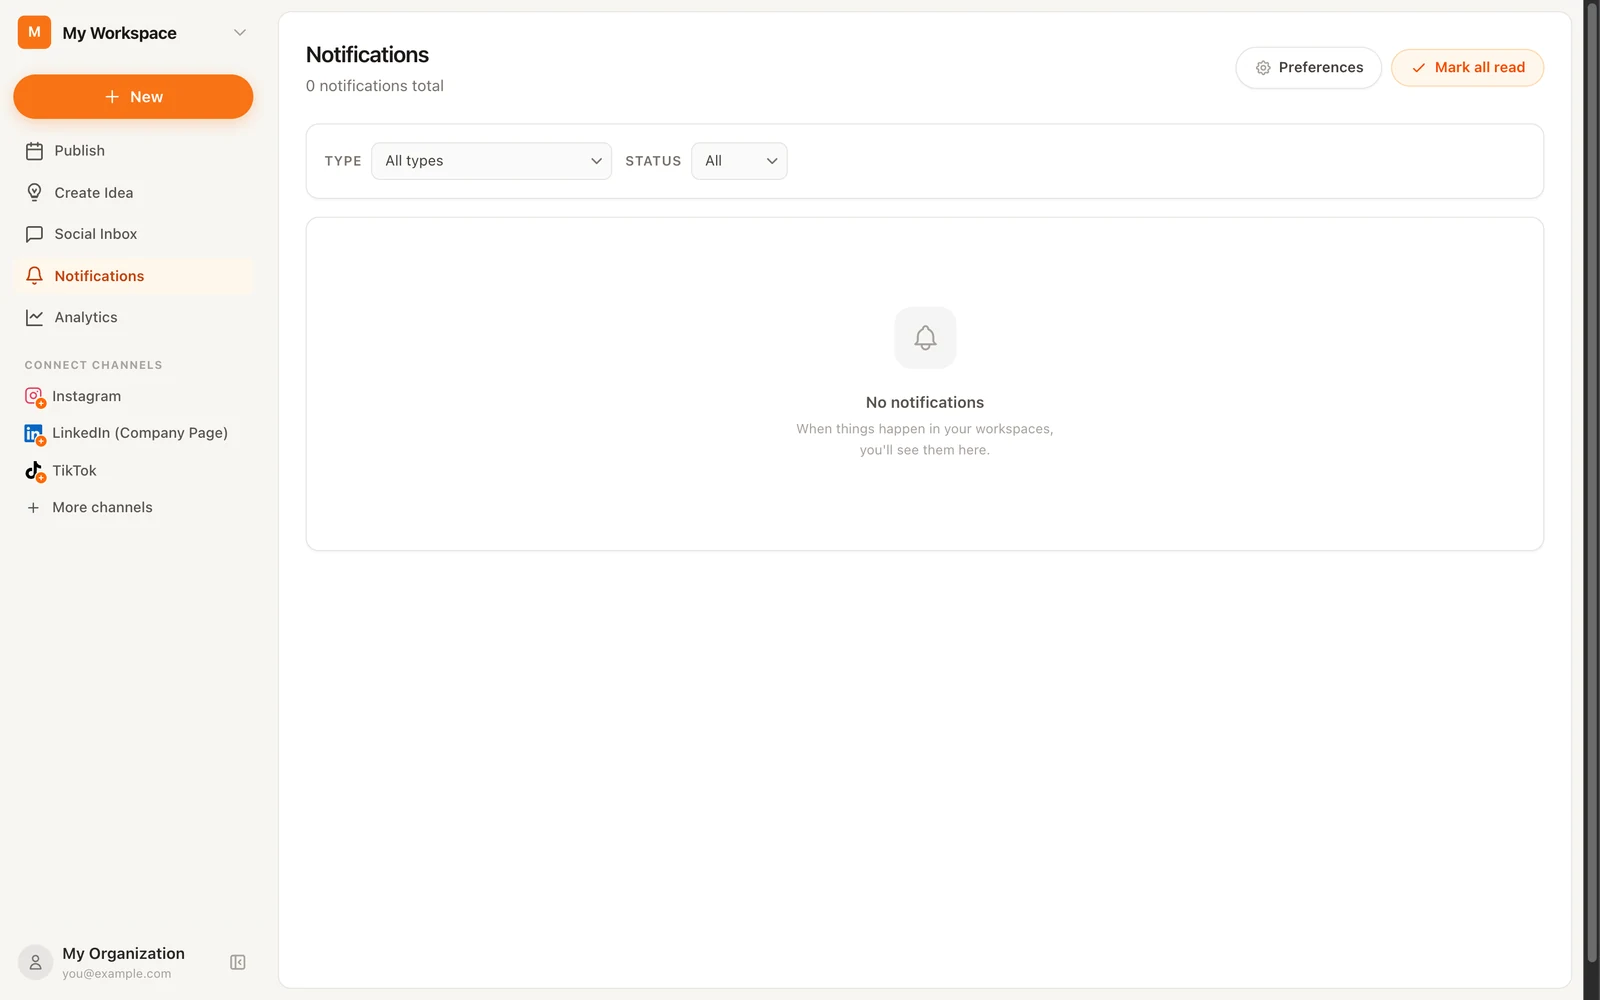 M
My Workspace
New
Publish
Create Idea
Social Inbox
Notifications
Analytics
CONNECT CHANNELS
Instagram
LinkedIn (Company Page)
TikTok
More channels
My Organization
you@example.com
Notifications
0 notifications total
Preferences
Mark all read
TYPE
All types
STATUS
All
No notifications
When things happen in your workspaces,
you'll see them here.